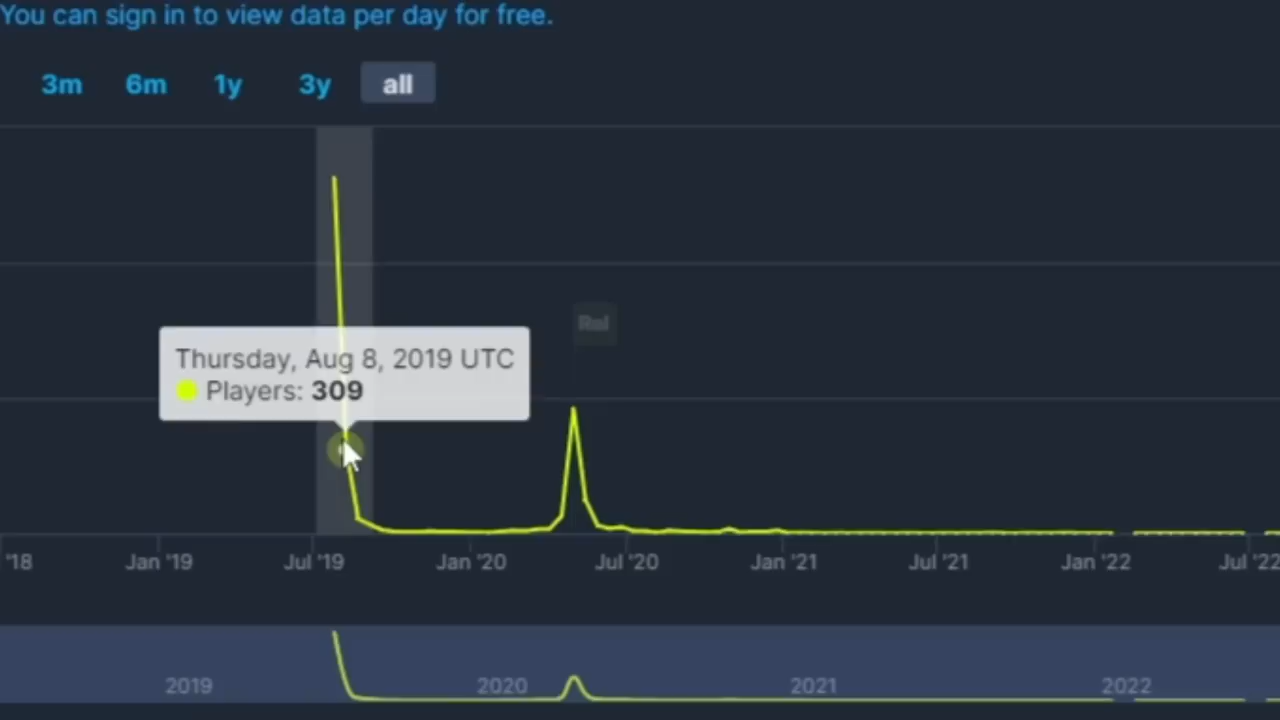 You can sign in to view data per day for free.
3m 6m 1y 3y all
Rel
Thursday, Aug 8, 2019 UTC
Players: 309
'18 Jan '19 Jul '19 Jan '20 Jul '20 Jan '21 Jul '21 Jan '22 Jul '22
2019 2020 2021 2022